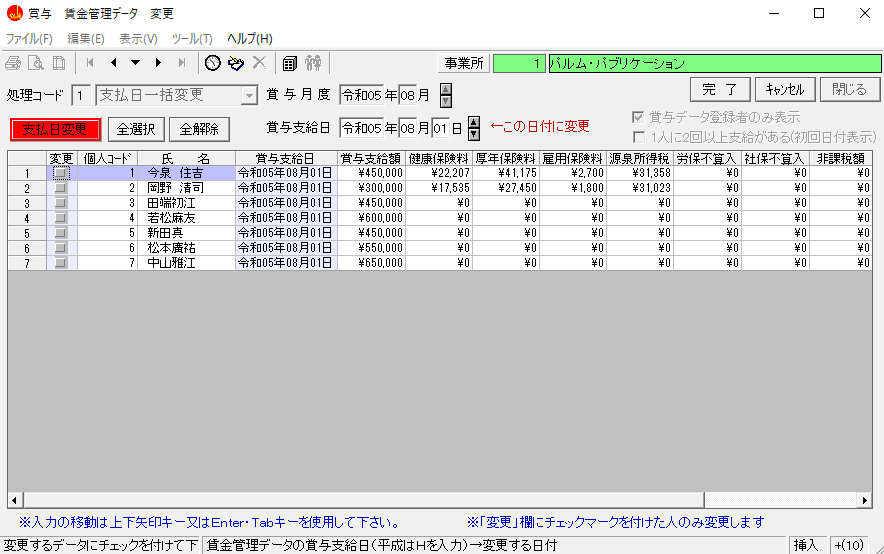 賞与　賃金管理データ　変更
ファイル(F)　編集(E)　表示(V)　ツール(T)　ヘルプ(H)
事業所　1　パルム・パブリケーション
処理コード　1　支払日一括変更　賞与月度　令和05年08月　完了　キャンセル　閉じる
賞与データ登録者のみ表示
支払日変更　全選択　全解除　賞与支給日　令和05年08月01日　←この日付に変更　1人に2回以上支給がある(初回日付表示)
変更　個人コード　氏　名　賞与支給日　賞与支給額　健康保険料　厚年保険料　雇用保険料　源泉所得税　労保不算入　社保不算入　非課税額
1　1　今泉　住吉　令和05年08月01日　¥450,000　¥22,207　¥41,175　¥2,700　¥31,358　¥0　¥0　¥0
2　2　岡野　清司　令和05年08月01日　¥300,000　¥17,535　¥27,450　¥1,800　¥31,023　¥0　¥0　¥0
3　3　田端初江　令和05年08月01日　¥450,000　¥0　¥0　¥0　¥0　¥0　¥0　¥0
4　4　若松麻友　令和05年08月01日　¥600,000　¥0　¥0　¥0　¥0　¥0　¥0　¥0
5　5　新田真　令和05年08月01日　¥450,000　¥0　¥0　¥0　¥0　¥0　¥0　¥0
6　6　松本廣祐　令和05年08月01日　¥550,000　¥0　¥0　¥0　¥0　¥0　¥0　¥0
7　7　中山雅江　令和05年08月01日　¥650,000　¥0　¥0　¥0　¥0　¥0　¥0　¥0
※入力の移動は上下矢印キー又はEnter・Tabキーを使用して下さい。　※「変更」欄にチェックマークを付けた人のみ変更します
変更するデータにチェックを付けて下　賃金管理データの賞与支給日(平成はHを入力)→変更する日付　挿入　+(10)